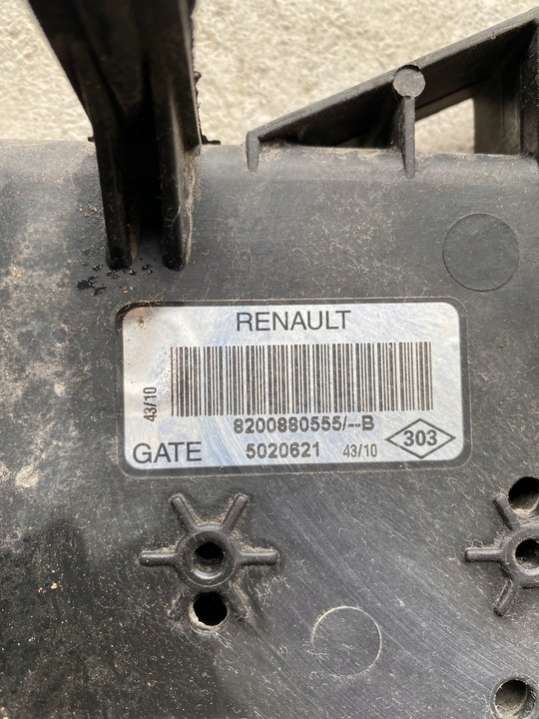 RENAULT
43/10
8200880555/--B
GATE 5020621 43/10 303